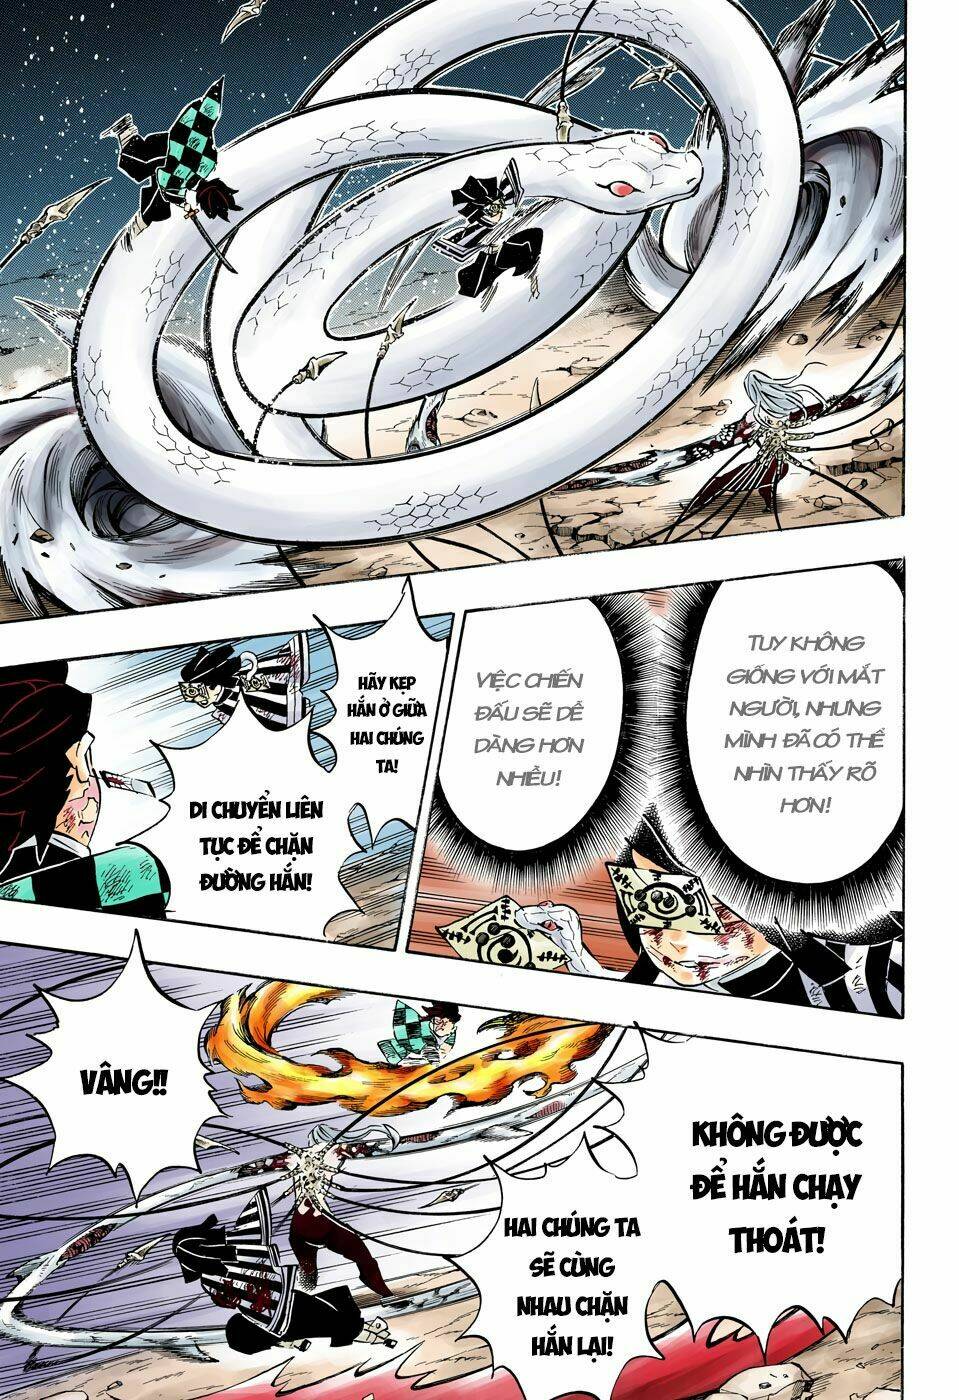 TUY KHÔNG
GIỐNG VỚI MẮT
NGƯỜI, NHƯNG
MÌNH ĐÃ CÓ THỂ
NHÌN THẤY RÕ
HƠN!
VIỆC CHIẾN
ĐẤU SẼ DỄ
DÀNG HƠN
NHIỀU!
HÃY KẸP
HẮN Ở GIỮA
HAI CHÚNG
TA!
DI CHUYỂN LIÊN
TỤC ĐỂ CHẶN
ĐƯỜNG HẮN!
KHÔNG ĐƯỢC
ĐỂ HẮN CHẠY
THOÁT!
HAI CHÚNG TA
SẼ CÙNG
NHAU CHẶN
HẮN LẠI!
VÂNG!!